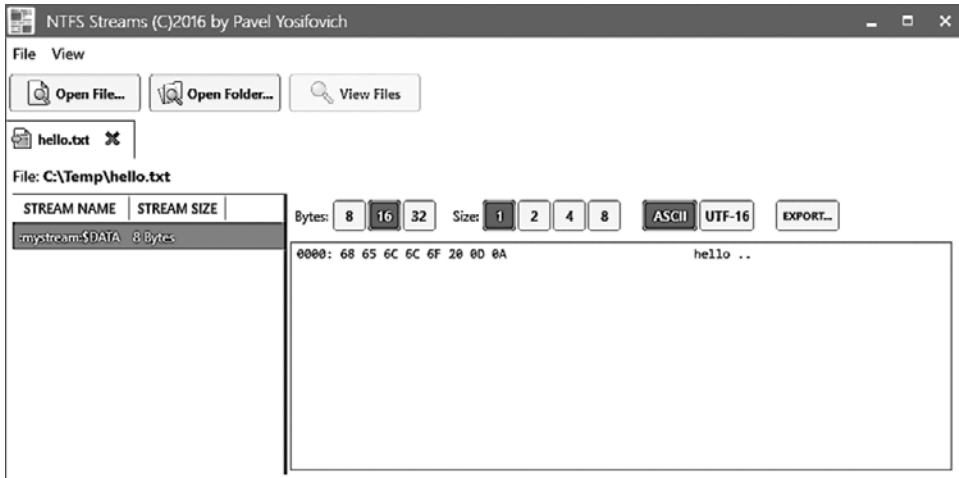 NTFS Streams (C)2016 by Pavel Yosifovich
File View
Open File... Open Folder... View Files
hello.txt
File: C:\Temp\hello.txt
STREAM NAME STREAM SIZE
Bytes: 8 16 32 Size: 1 2 4 8 ASCII UTF-16 EXPORT...
:mystream:$DATA 8 Bytes
0000: 68 65 6C 6C 6F 20 0D 0A hello ..